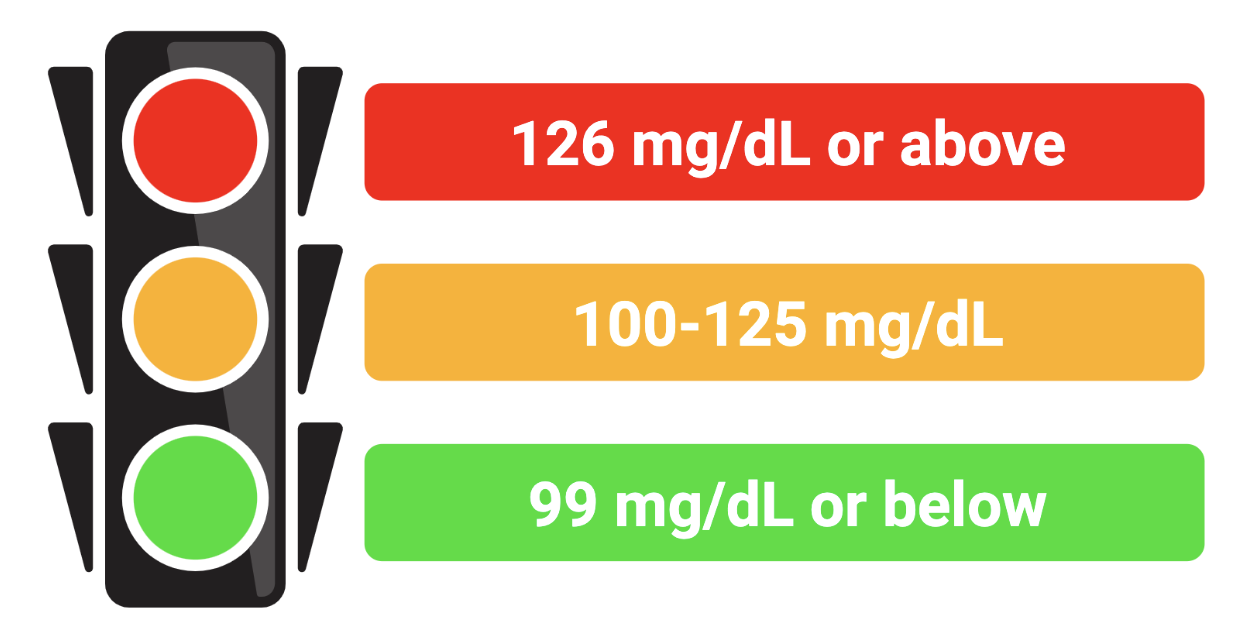 126 mg/dL or above
100-125 mg/dL
99 mg/dL or below